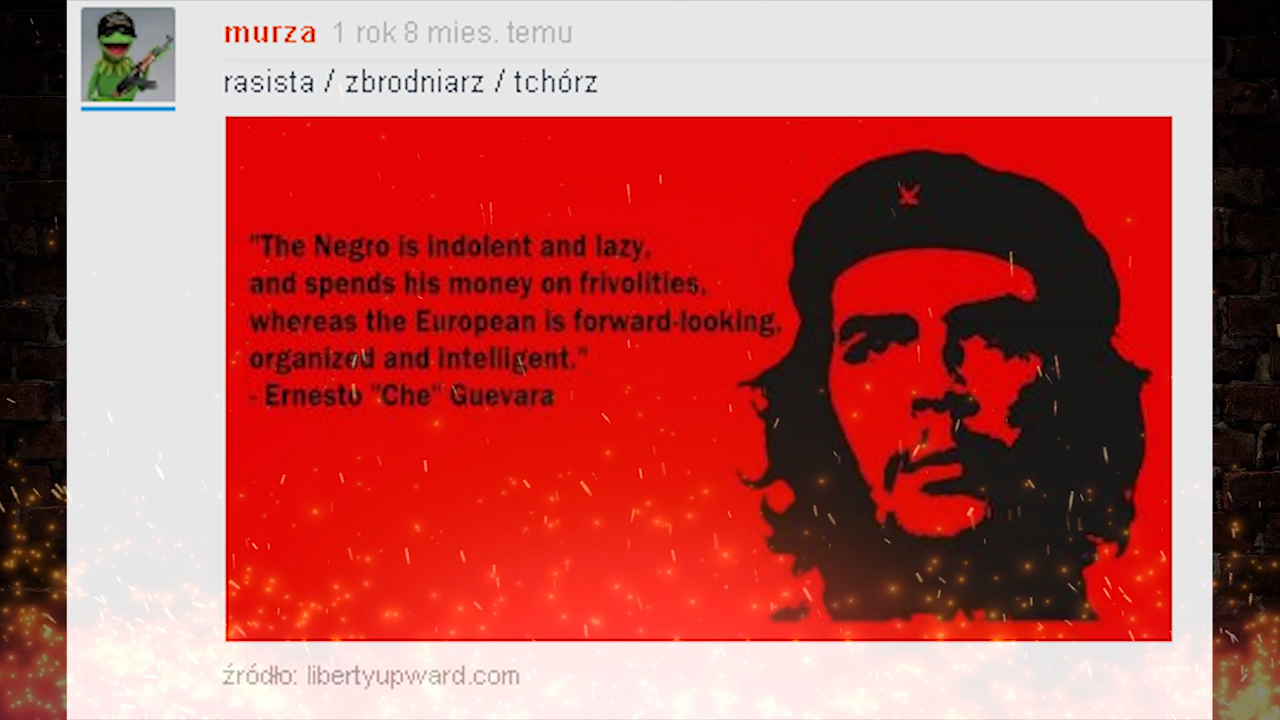 murza 1 rok 8 mies. temu
rasista / zbrodniarz / tchórz
"The Negro is indolent and lazy,
and spends his money on frivolities,
whereas the European is forward-looking,
organized and intelligent."
- Ernesto "Che" Guevara
źródło: libertyupward.com